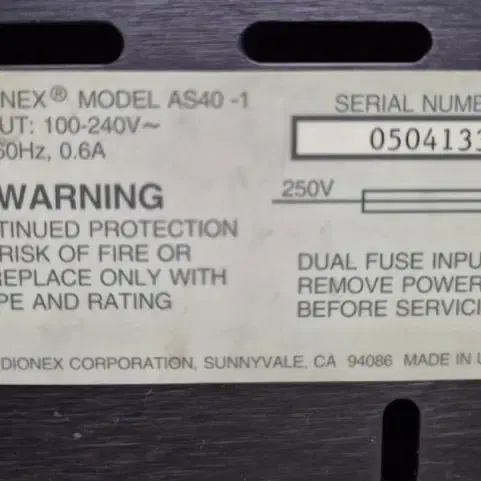 NEX® MODEL AS40 -1
UT: 100-240V~
60Hz, 0.6A
WARNING
TINUED PROTECTION
RISK OF FIRE OR
REPLACE ONLY WITH
PE AND RATING
SERIAL NUMBE
0504133
250V
DUAL FUSE INPU
REMOVE POWER
BEFORE SERVICI
DIONEX CORPORATION, SUNNYVALE, CA 94086 MADE IN U